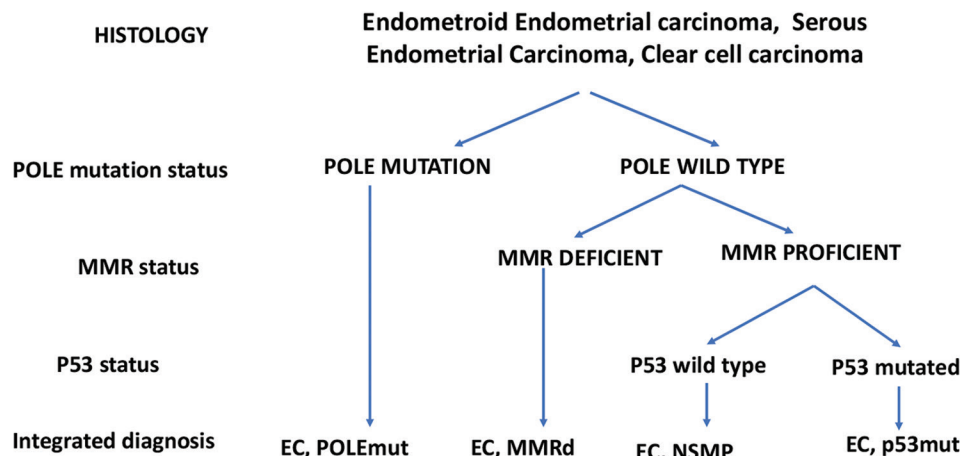 HISTOLOGY
Endometroid Endometrial carcinoma, Serous
Endometrial Carcinoma, Clear cell carcinoma
POLE mutation status
POLE MUTATION
POLE WILD TYPE
MMR status
MMR DEFICIENT
MMR PROFICIENT
P53 status
P53 wild type
P53 mutated
Integrated diagnosis
EC, POLEmut
EC, MMRd
EC, NSMP
EC, p53mut